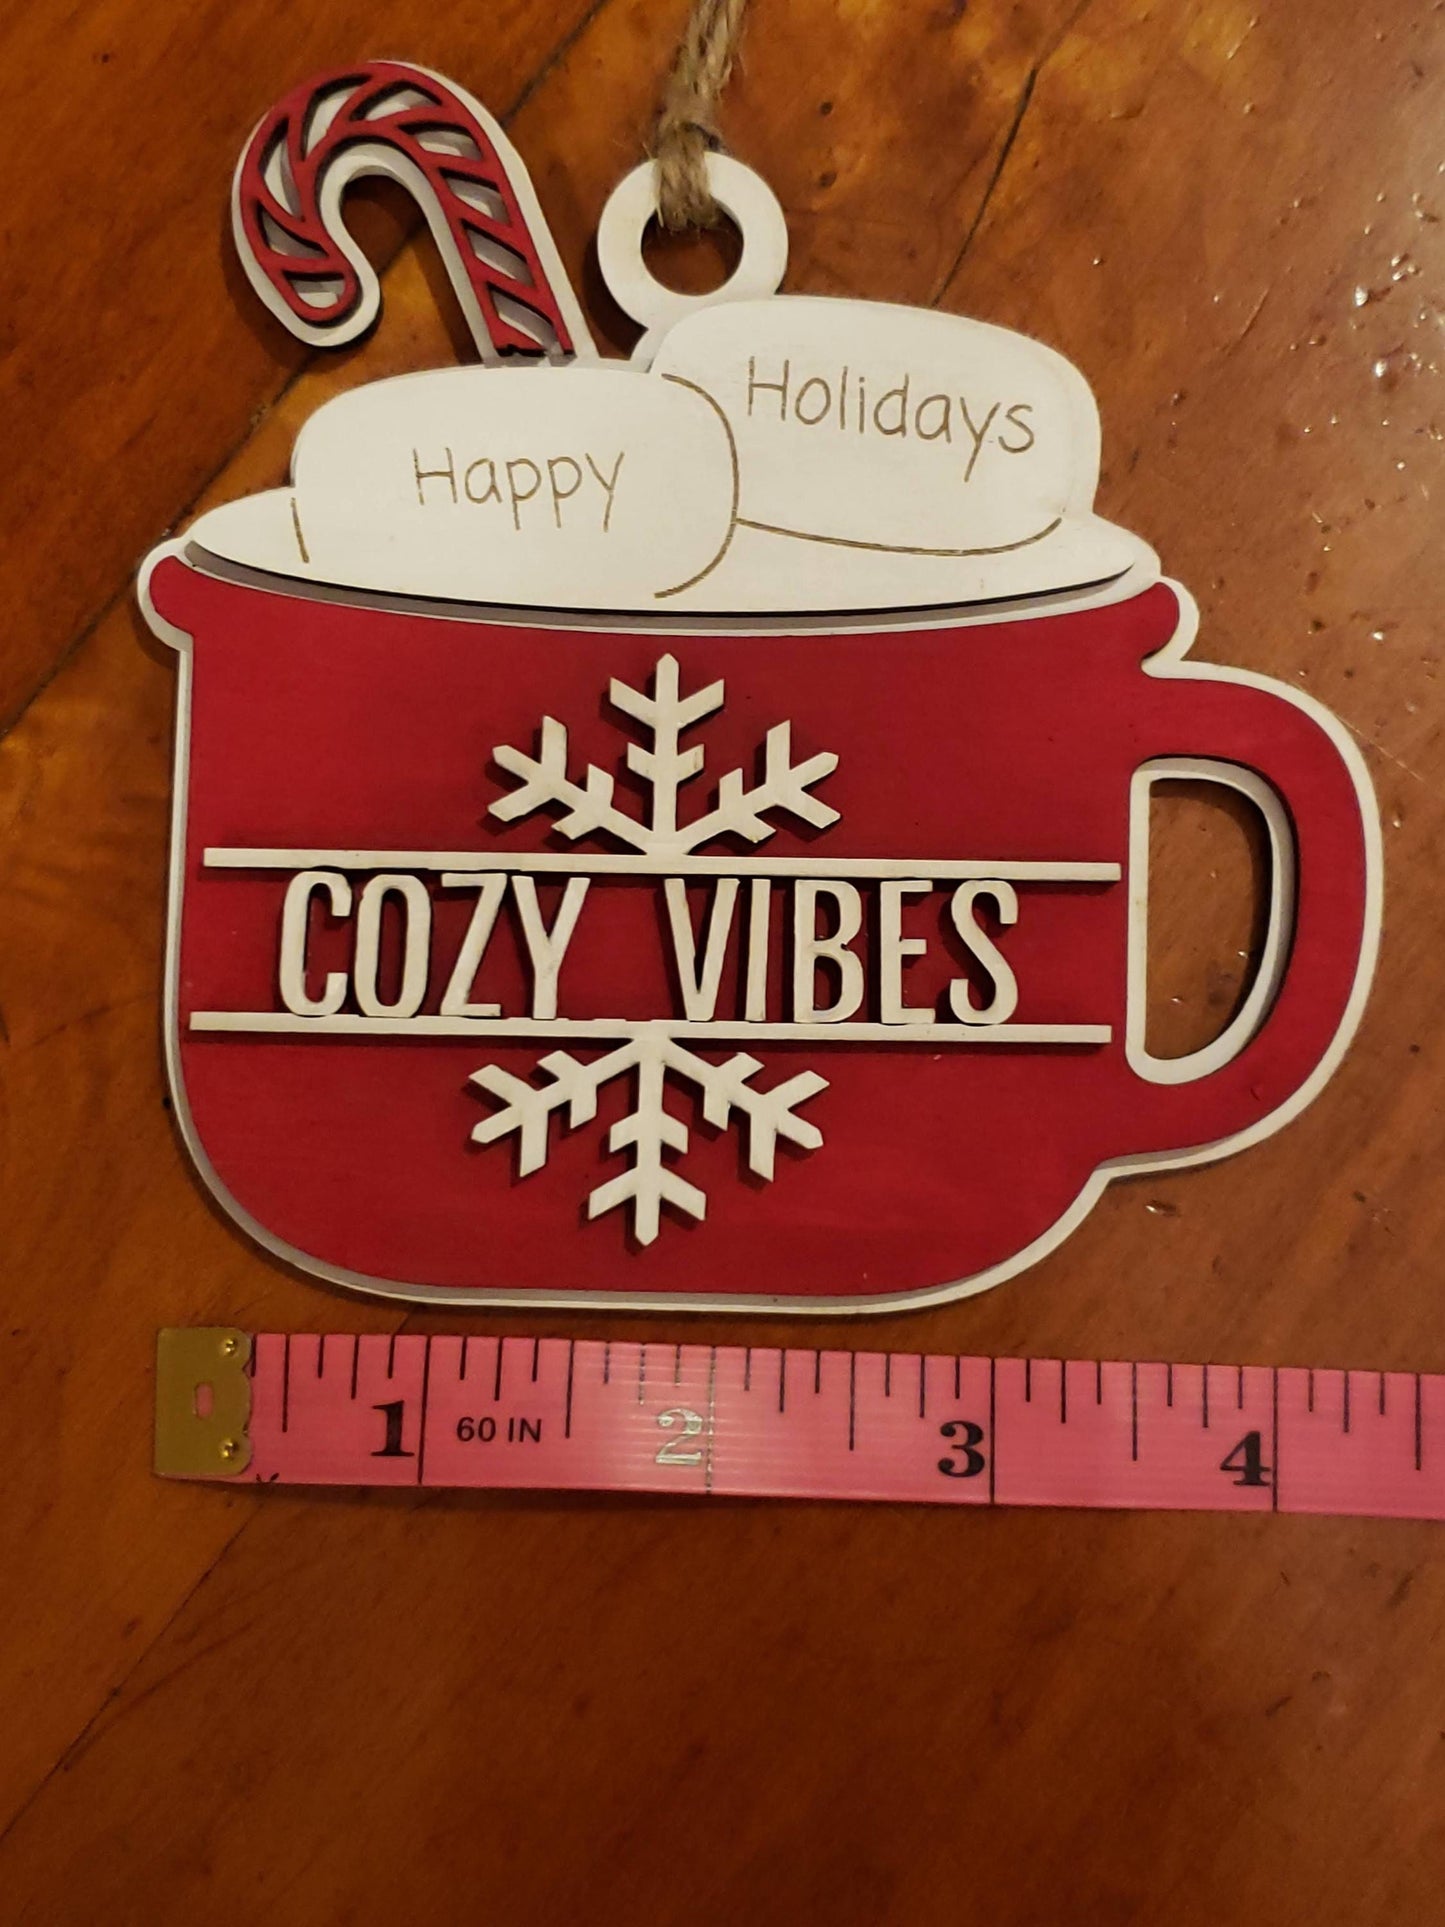 Happy Holidays
COZY VIBES
1 60 IN 2 3 4